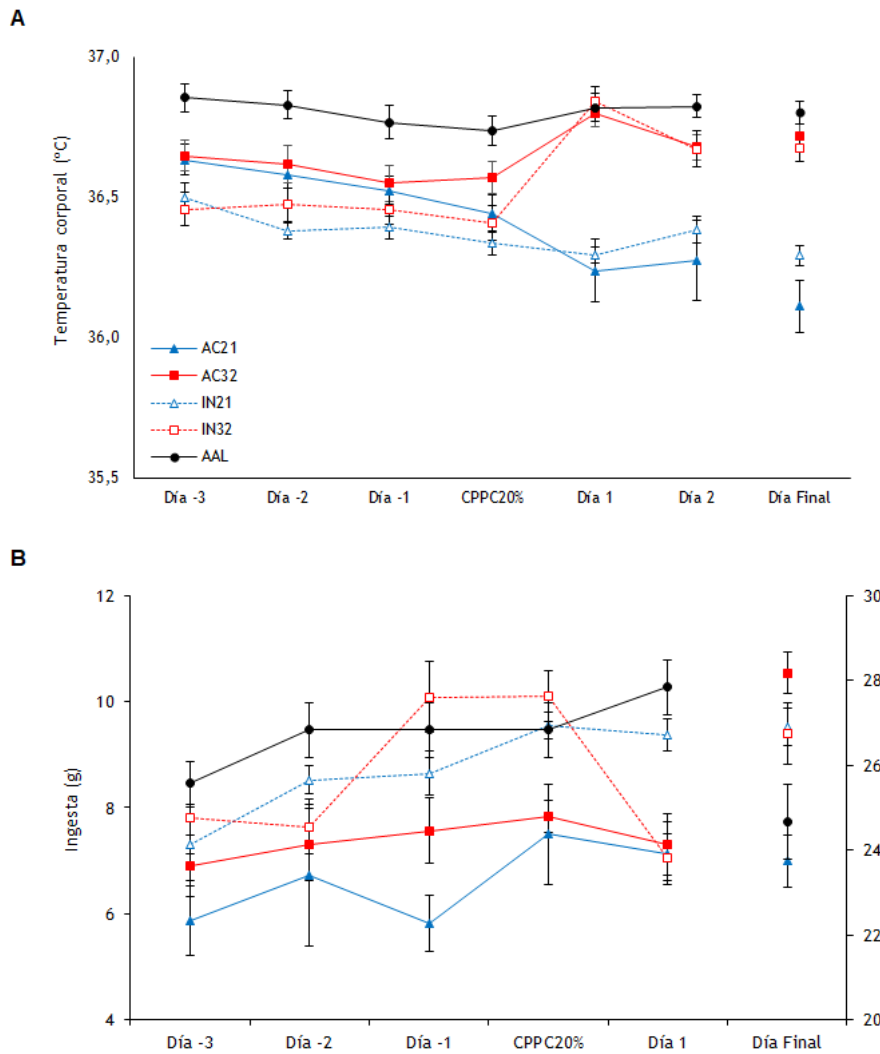 A
Temperatura corporal (ºC)
37,0
36,5
36,0
35,5
AC21
AC32
IN21
IN32
AAL
Día -3 Día -2 Día -1 CPPC20% Día 1 Día 2 Día Final
B
Ingesta (g)
12 30
10 28
8 26
6 24
4 22
20
Día -3 Día -2 Día -1 CPPC20% Día 1 Día Final